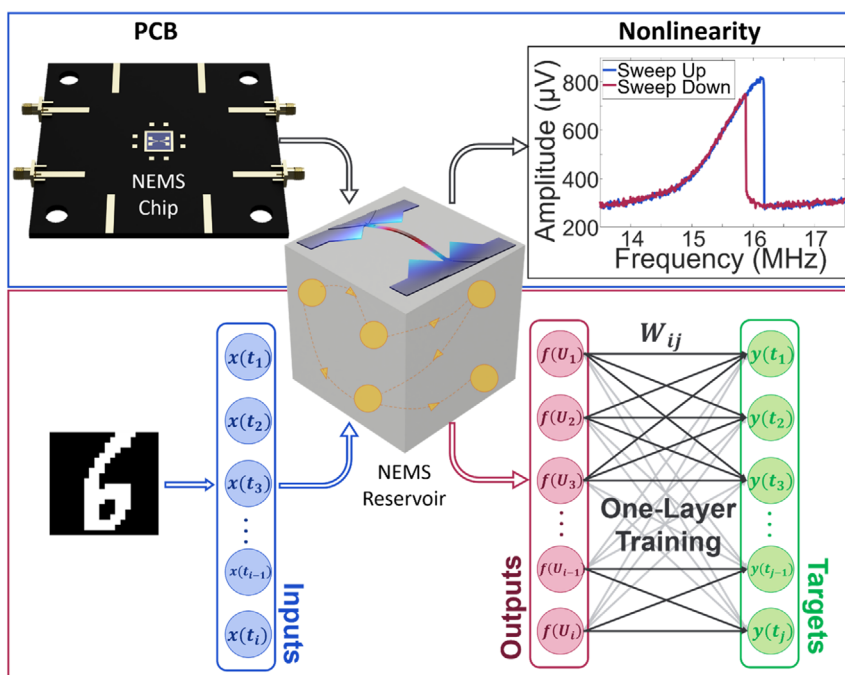 PCB
NEMS
Chip
Nonlinearity
Sweep Up
Sweep Down
Amplitude (µV)
800
600
400
200
14
15
16
17
Frequency (MHz)
x(t₁)
x(t₂)
x(t₃)
x(tᵢ₋₁)
x(tᵢ)
Inputs
NEMS
Reservoir
Outputs
f(U₁)
f(U₂)
f(U₃)
f(Uᵢ₋₁)
f(Uᵢ)
Wᵢⱼ
One-Layer
Training
y(t₁)
y(t₂)
y(t₃)
y(tⱼ₋₁)
y(tⱼ)
Targets
6